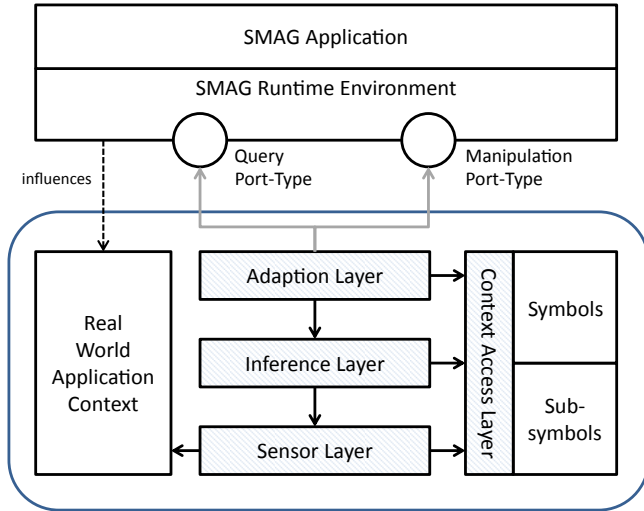 SMAG Application
SMAG Runtime Environment
Query
Port-Type
Manipulation
Port-Type
influences
Real
World
Application
Context
Adaption Layer
Inference Layer
Sensor Layer
Context Access Layer
Symbols
Sub-
symbols